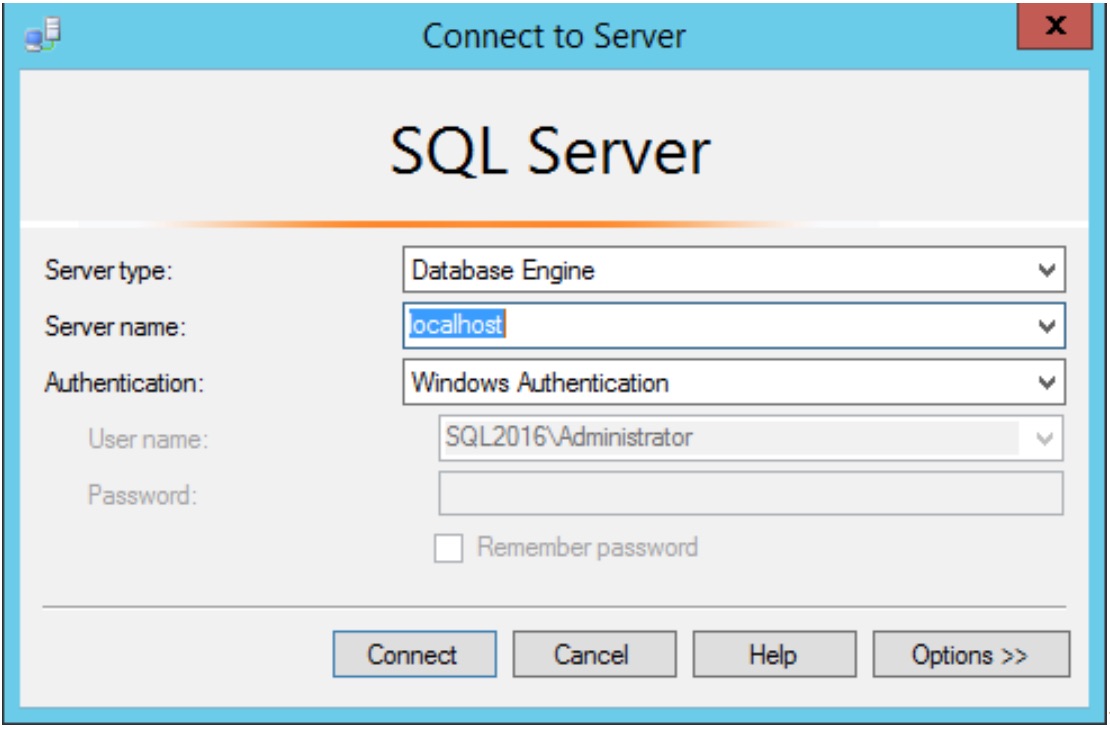 Connect to Server
x
SQL Server
Server type: Database Engine
Server name: localhost
Authentication: Windows Authentication
User name: SQL2016\Administrator
Password:
Remember password
Connect Cancel Help Options >>